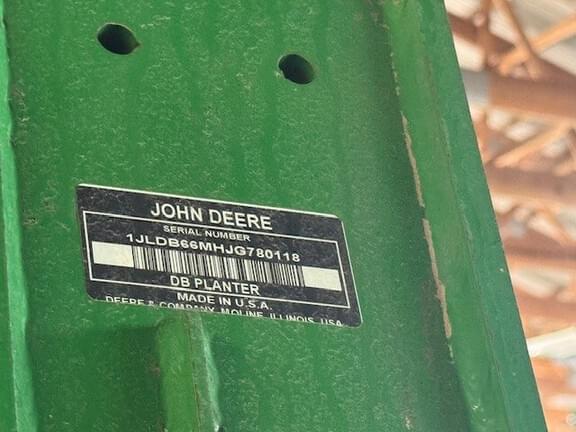 JOHN DEERE
SERIAL NUMBER
1JLDB66MHJG780118
DB PLANTER
MADE IN U.S.A.
DEERE & COMPANY, MOLINE, ILLINOIS, USA